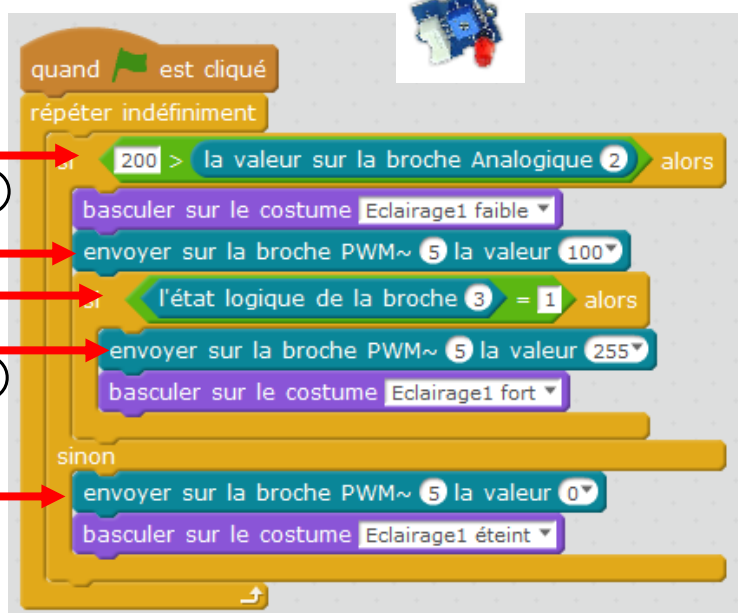 quand est cliqué
répéter indéfiniment
si 200 > la valeur sur la broche Analogique 2 alors
basculer sur le costume Eclairage1 faible
envoyer sur la broche PWM~ 5 la valeur 100
si l'état logique de la broche 3 = 1 alors
envoyer sur la broche PWM~ 5 la valeur 255
basculer sur le costume Eclairage1 fort
sinon
envoyer sur la broche PWM~ 5 la valeur 0
basculer sur le costume Eclairage1 éteint